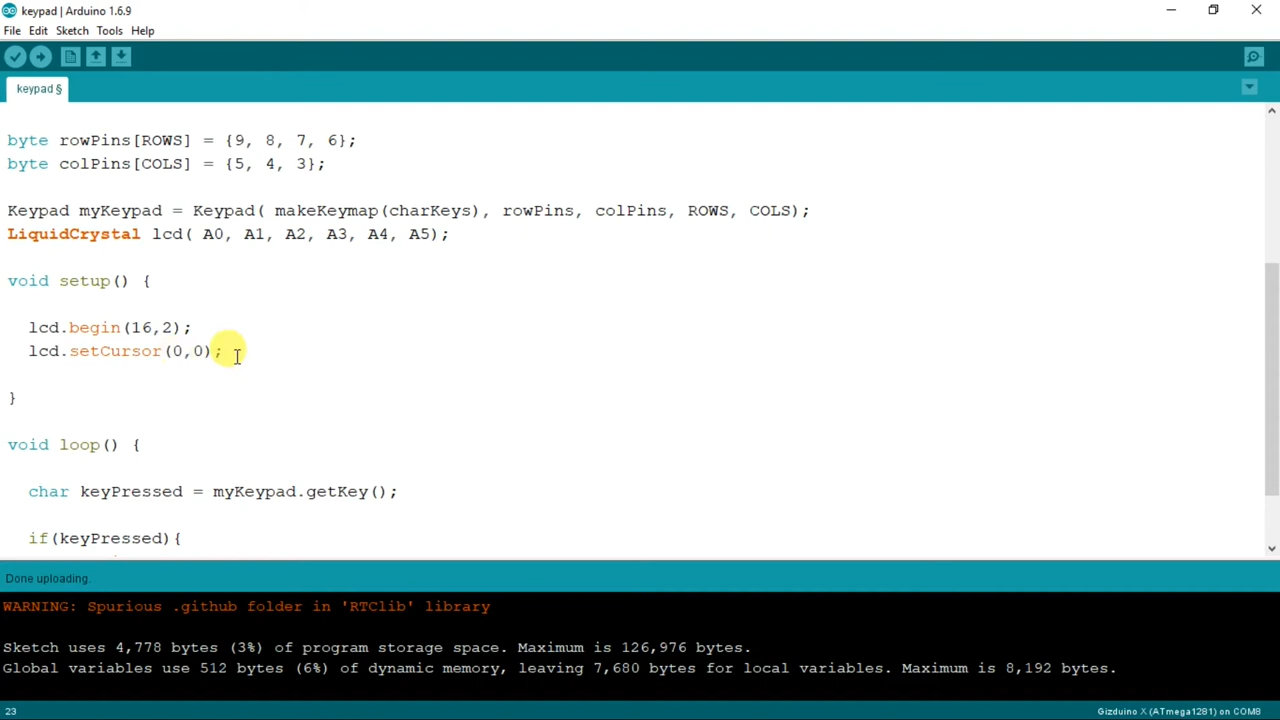 keypad | Arduino 1.6.9
File Edit Sketch Tools Help
keypad §
byte rowPins[ROWS] = {9, 8, 7, 6};
byte colPins[COLS] = {5, 4, 3};
Keypad myKeypad = Keypad( makeKeymap(charKeys), rowPins, colPins, ROWS, COLS);
LiquidCrystal lcd( A0, A1, A2, A3, A4, A5);
void setup() {
lcd.begin(16,2);
lcd.setCursor(0,0);
}
void loop() {
char keyPressed = myKeypad.getKey();
if(keyPressed){
Done uploading.
WARNING: Spurious .github folder in 'RTClib' library
Sketch uses 4,778 bytes (3%) of program storage space. Maximum is 126,976 bytes.
Global variables use 512 bytes (6%) of dynamic memory, leaving 7,680 bytes for local variables. Maximum is 8,192 bytes.
23 Gizduino X (ATmega1281) on COM8